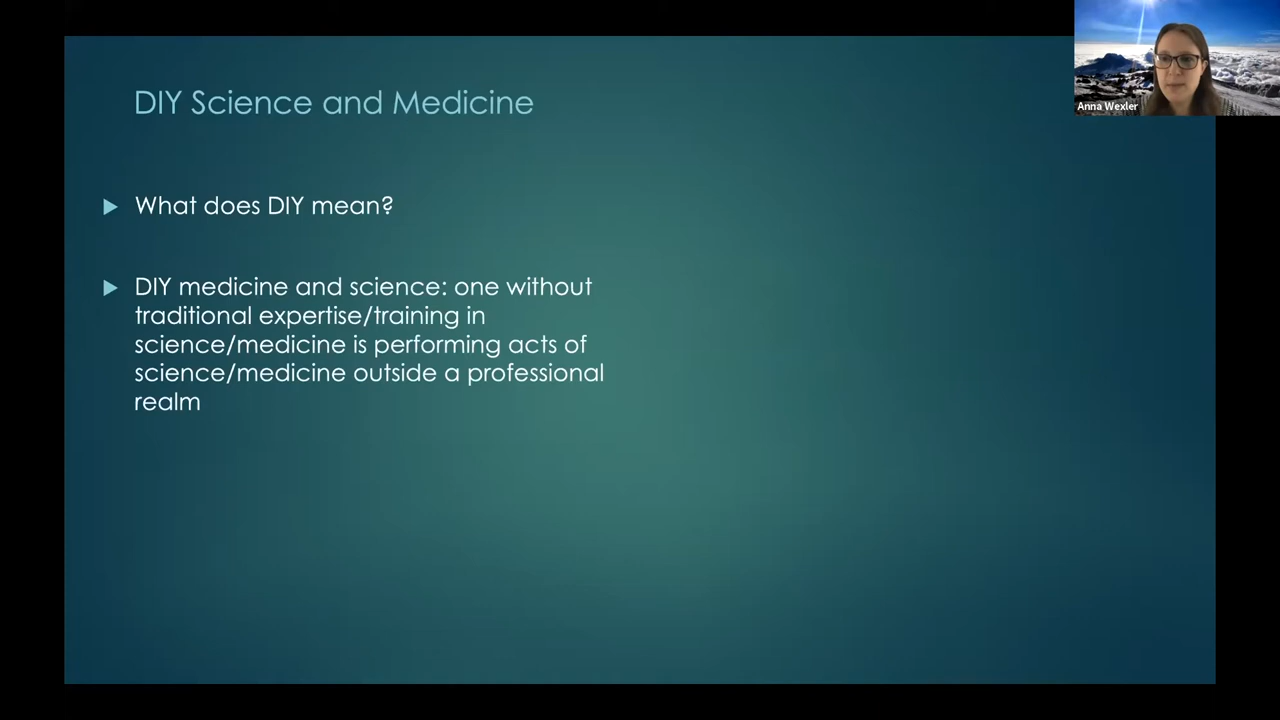 DIY Science and Medicine
Anna Wexler
What does DIY mean?
DIY medicine and science: one without
traditional expertise/training in
science/medicine is performing acts of
science/medicine outside a professional
realm